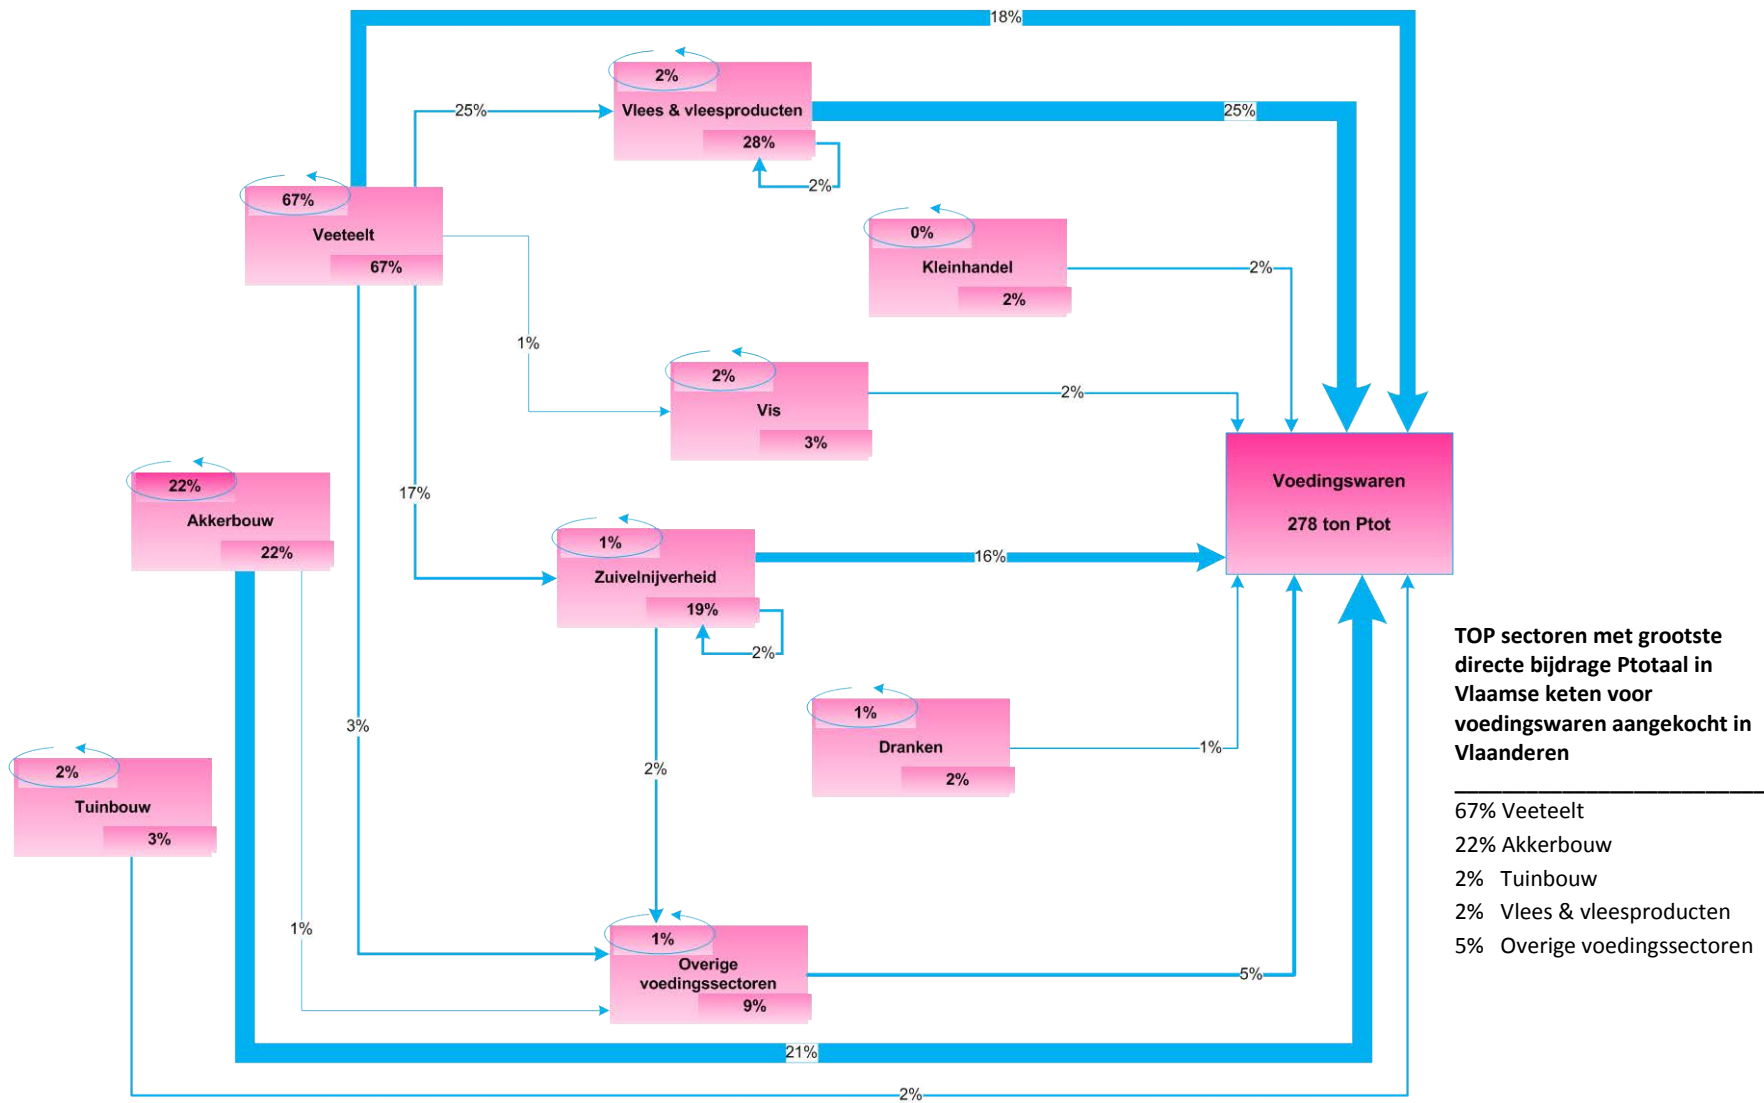 18%
2%
Vlees & vleesproducten
28%
2%
25%
25%
67%
Veeteelt
67%
0%
Kleinhandel
2%
2%
1%
2%
Vis
3%
2%
Voedingswaren
278 ton Ptot
22%
Akkerbouw
22%
17%
1%
Zuivelnijverheid
19%
2%
16%
TOP sectoren met grootste
directe bijdrage Ptotaal in
Vlaamse keten voor
voedingswaren aangekocht in
Vlaanderen
67% Veeteelt
22% Akkerbouw
2% Tuinbouw
2% Vlees & vleesproducten
5% Overige voedingssectoren
3%
2%
1%
Dranken
2%
1%
2%
Tuinbouw
3%
1%
1%
Overige
voedingssectoren
9%
5%
21%
2%